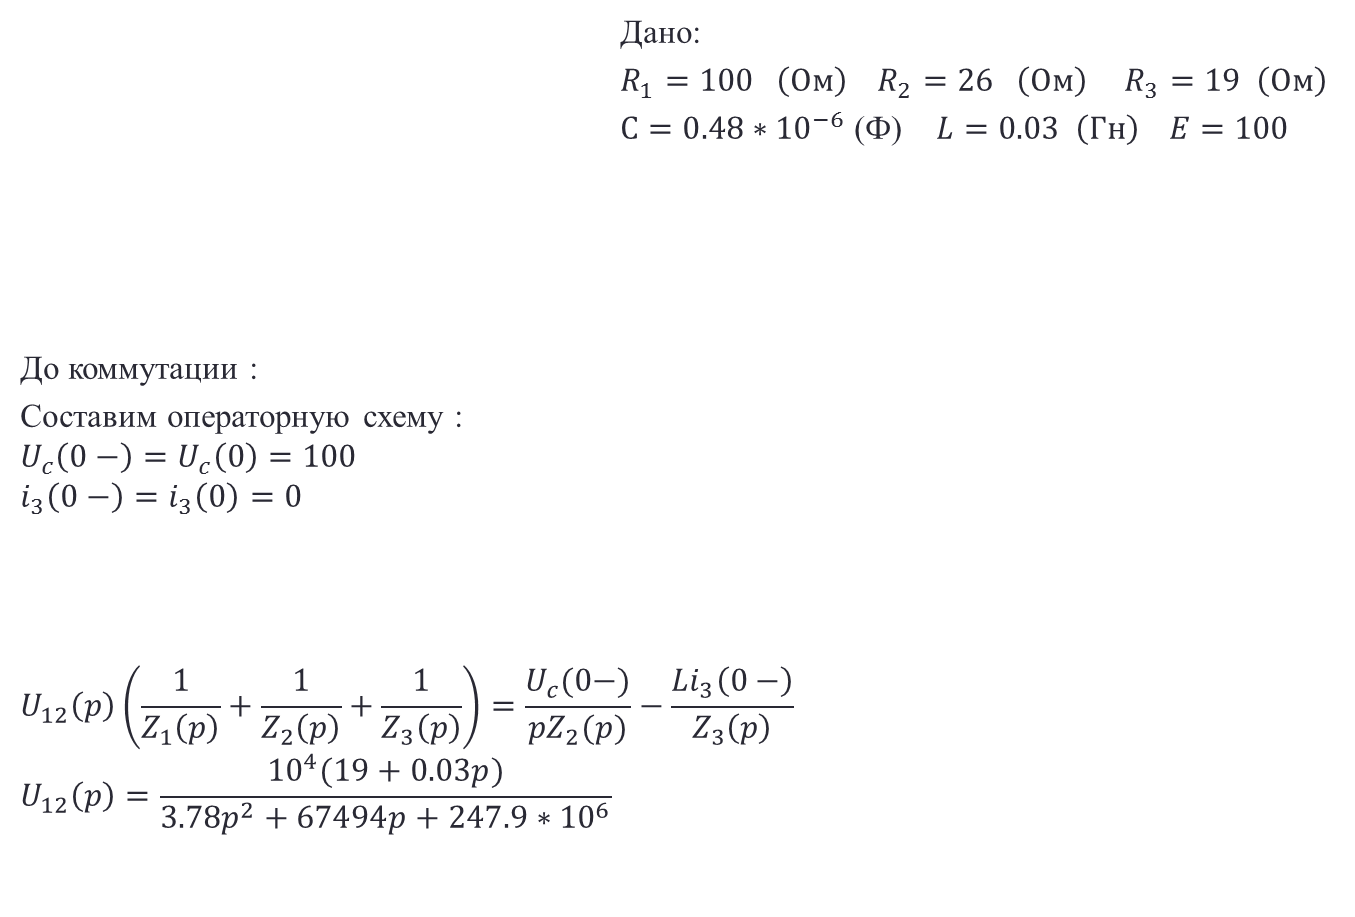 Дано:
R₁ = 100 (Ом) R₂ = 26 (Ом) R₃ = 19 (Ом)
C = 0.48 * 10⁻⁶ (Ф) L = 0.03 (Гн) E = 100
До коммутации :
Составим операторную схему :
U_c(0 −) = U_c(0) = 100
i₃(0 −) = i₃(0) = 0
U₁₂(p) (1/Z₁(p) + 1/Z₂(p) + 1/Z₃(p)) = U_c(0−)/pZ₂(p) − Li₃(0 −)/Z₃(p)
U₁₂(p) = 10⁴(19 + 0.03p)/3.78p² + 67494p + 247.9 * 10⁶